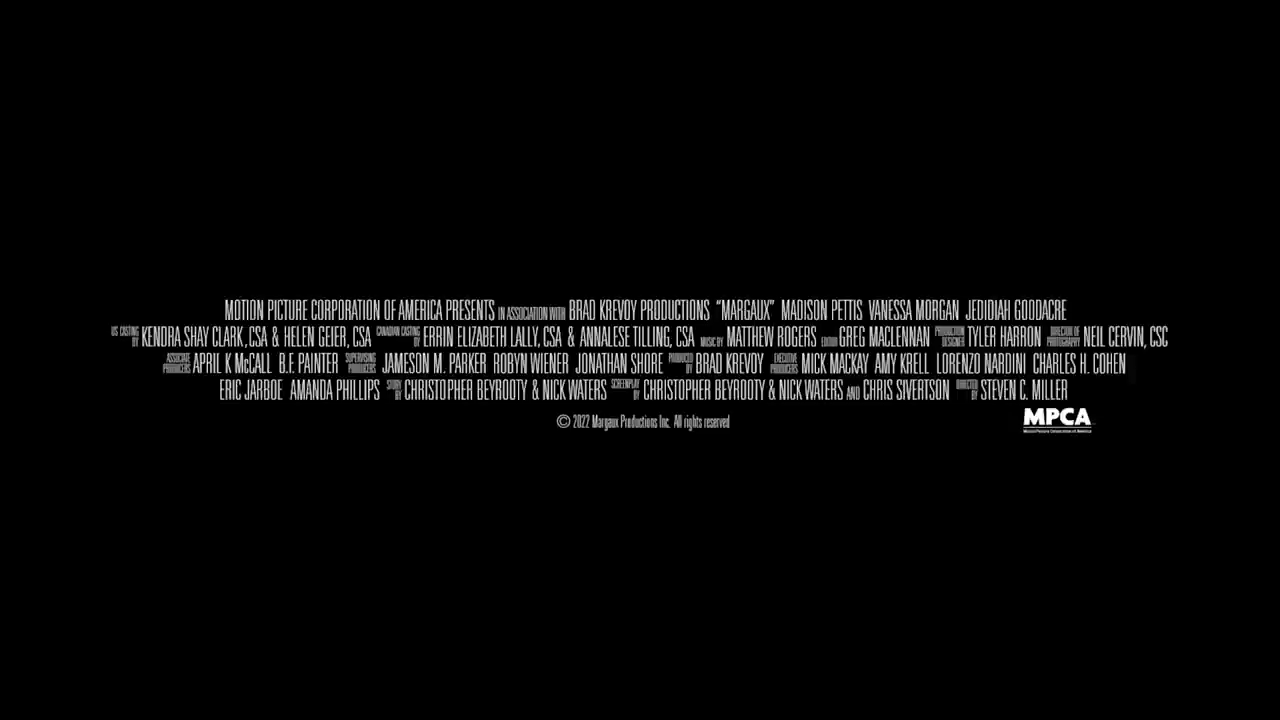 MOTION PICTURE CORPORATION OF AMERICA PRESENTS IN ASSOCIATION WITH BRAD KREVOY PRODUCTIONS "MARGAUX" MADISON PETTIS VANESSA MORGAN JEDIDIAH GOODACRE
US CASTING BY KENDRA SHAY CLARK, CSA & HELEN GEIER, CSA CANADIAN CASTING BY ERRIN ELIZABETH LALLY, CSA & ANNALESE TILLING, CSA MUSIC BY MATTHEW ROGERS EDITOR GREG MACLENNAN PRODUCTION DESIGNER TYLER HARRON DIRECTOR OF PHOTOGRAPHY NEIL CERVIN, CSC
ASSOCIATE PRODUCERS APRIL K McCALL B.F. PAINTER SUPERVISING PRODUCERS JAMESON M. PARKER ROBYN WIENER JONATHAN SHORE PRODUCED BY BRAD KREVOY EXECUTIVE PRODUCERS MICK MACKAY AMY KRELL LORENZO NARDINI CHARLES H. COHEN
ERIC JARBOE AMANDA PHILLIPS STORY BY CHRISTOPHER BEYROOTY & NICK WATERS SCREENPLAY BY CHRISTOPHER BEYROOTY & NICK WATERS AND CHRIS SIVERTSON DIRECTED BY STEVEN C. MILLER
© 2022 Margaux Productions Inc. All rights reserved
MPCA
Motion Picture Corporation of America